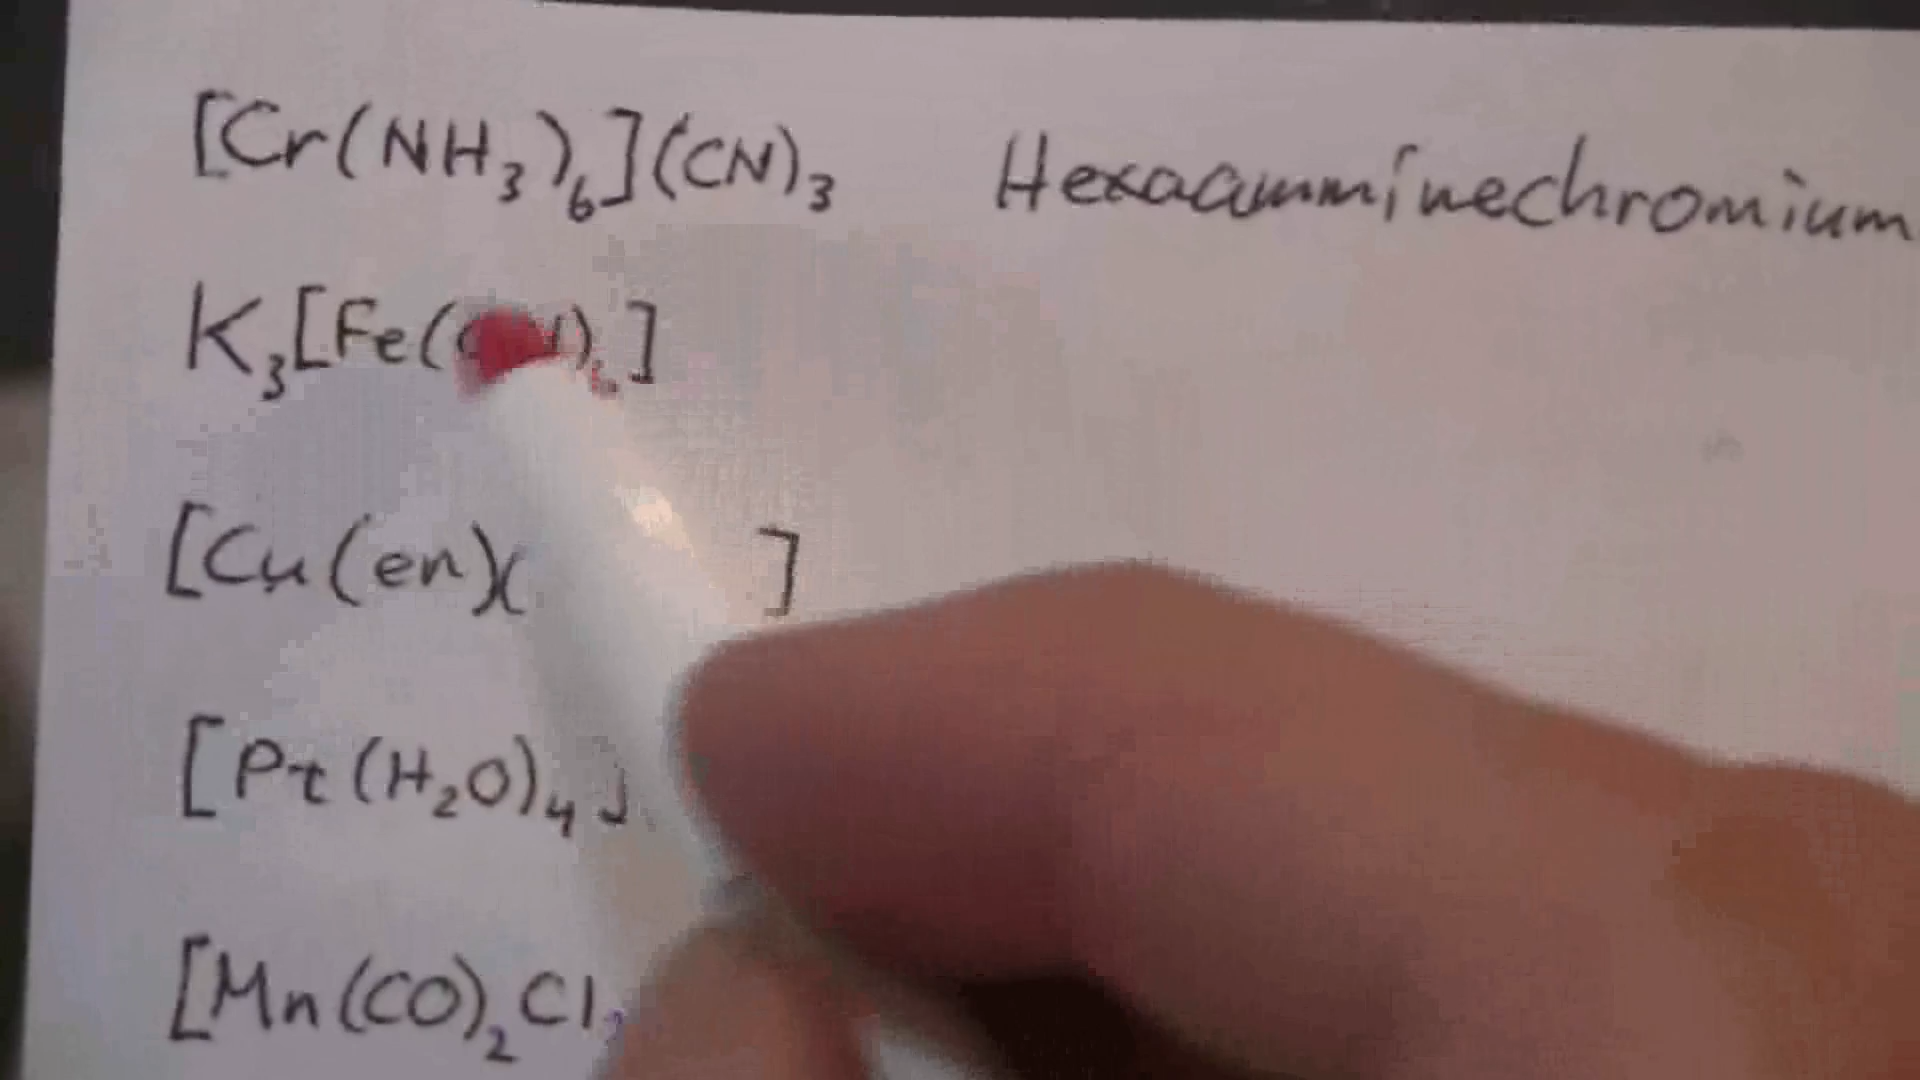 [Cr(NH₃)₆](CN)₃ Hexaamminechromium
K₃[Fe(
[Cu(en)( ]
[Pt(H₂O)₄]
[Mn(CO)₂Cl